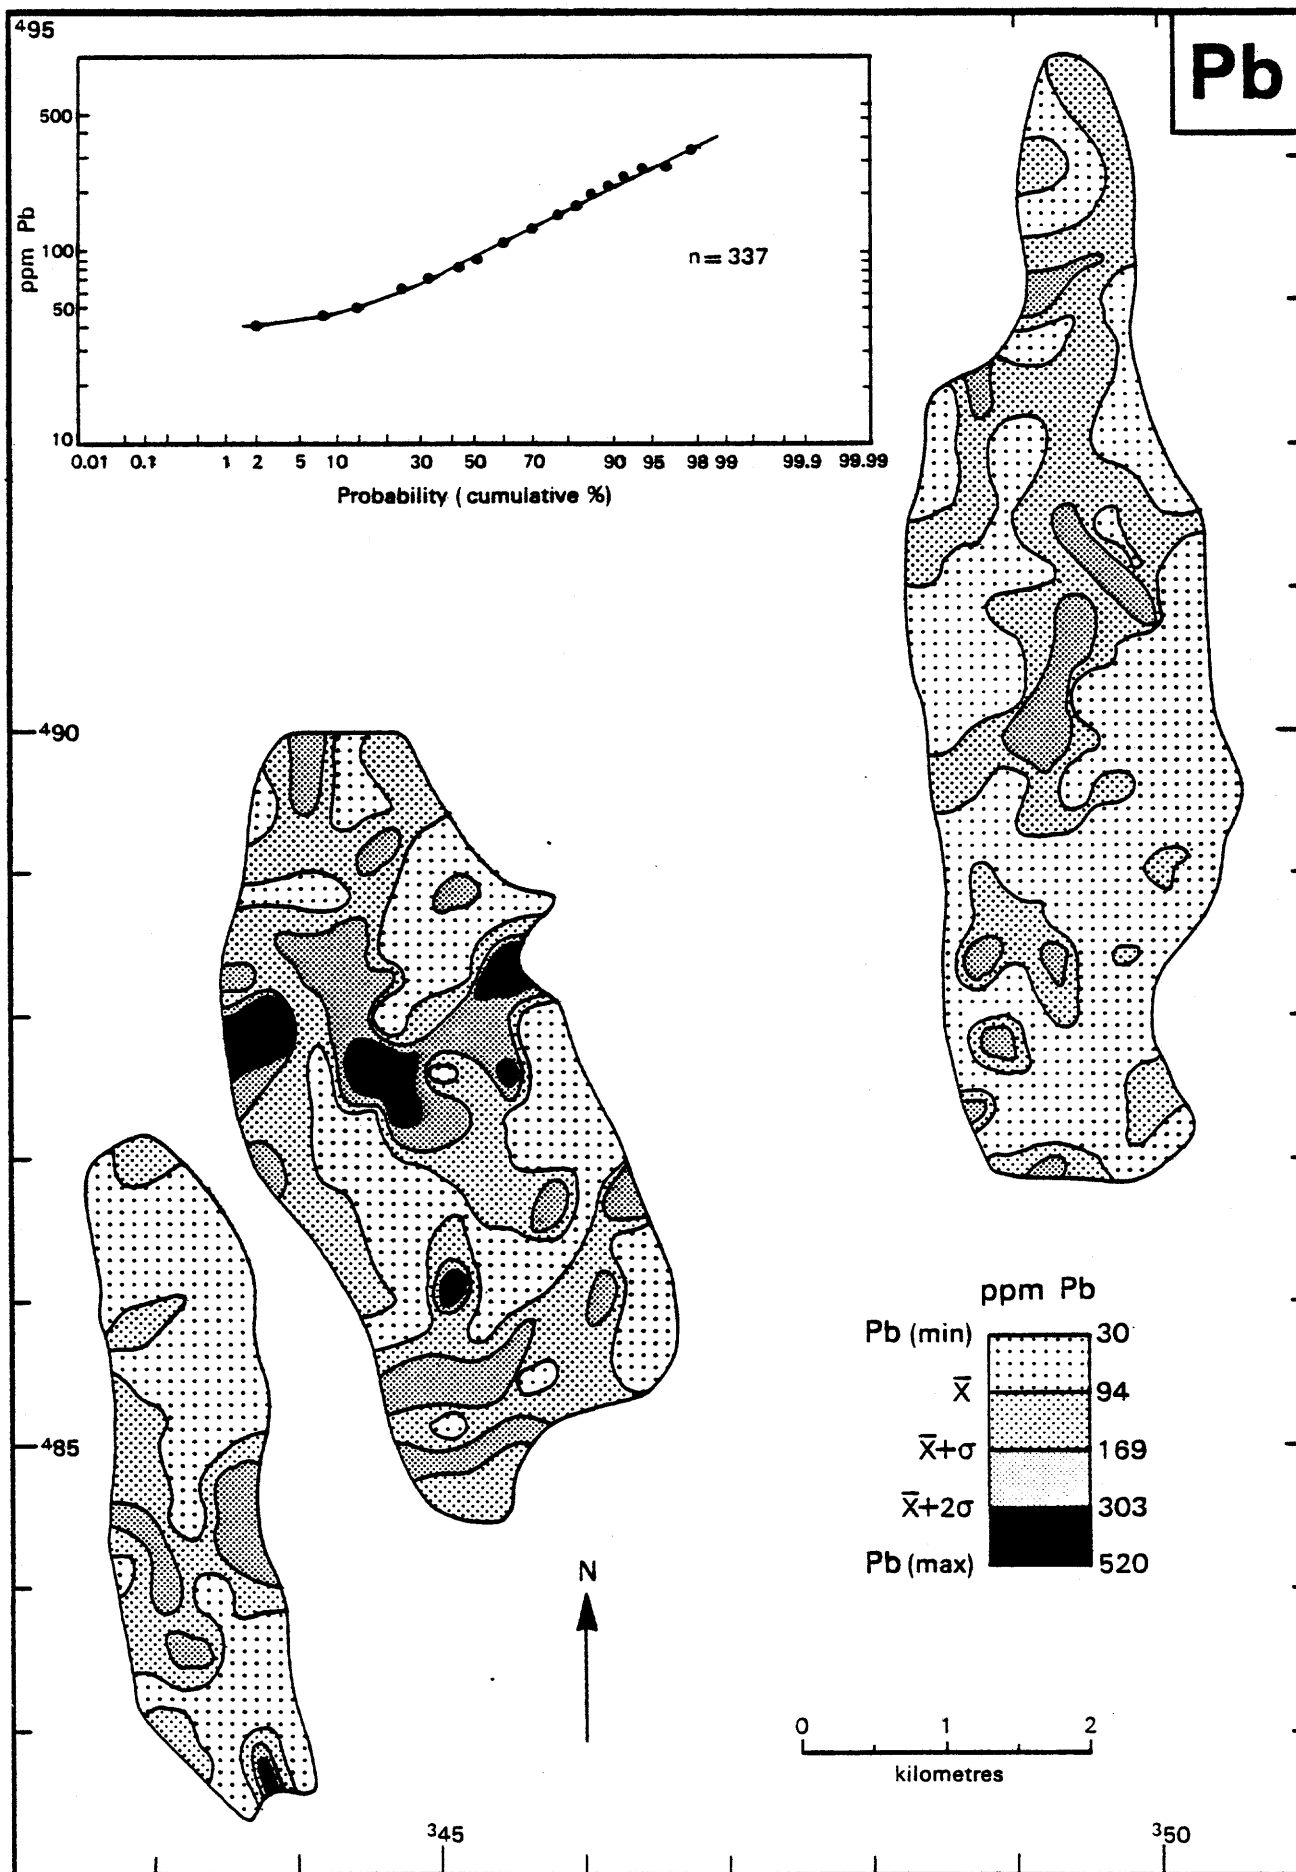 ⁴95
Pb
500
100
50
10
ppm Pb
n = 337
0.01 0.1 1 2 5 10 30 50 70 90 95 98 99 99.9 99.99
Probability (cumulative %)
⁴90
⁴85
ppm Pb
Pb (min) 30
x̄ 94
x̄+σ 169
x̄+2σ 303
Pb (max) 520
N
0 1 2
kilometres
³45 ³50